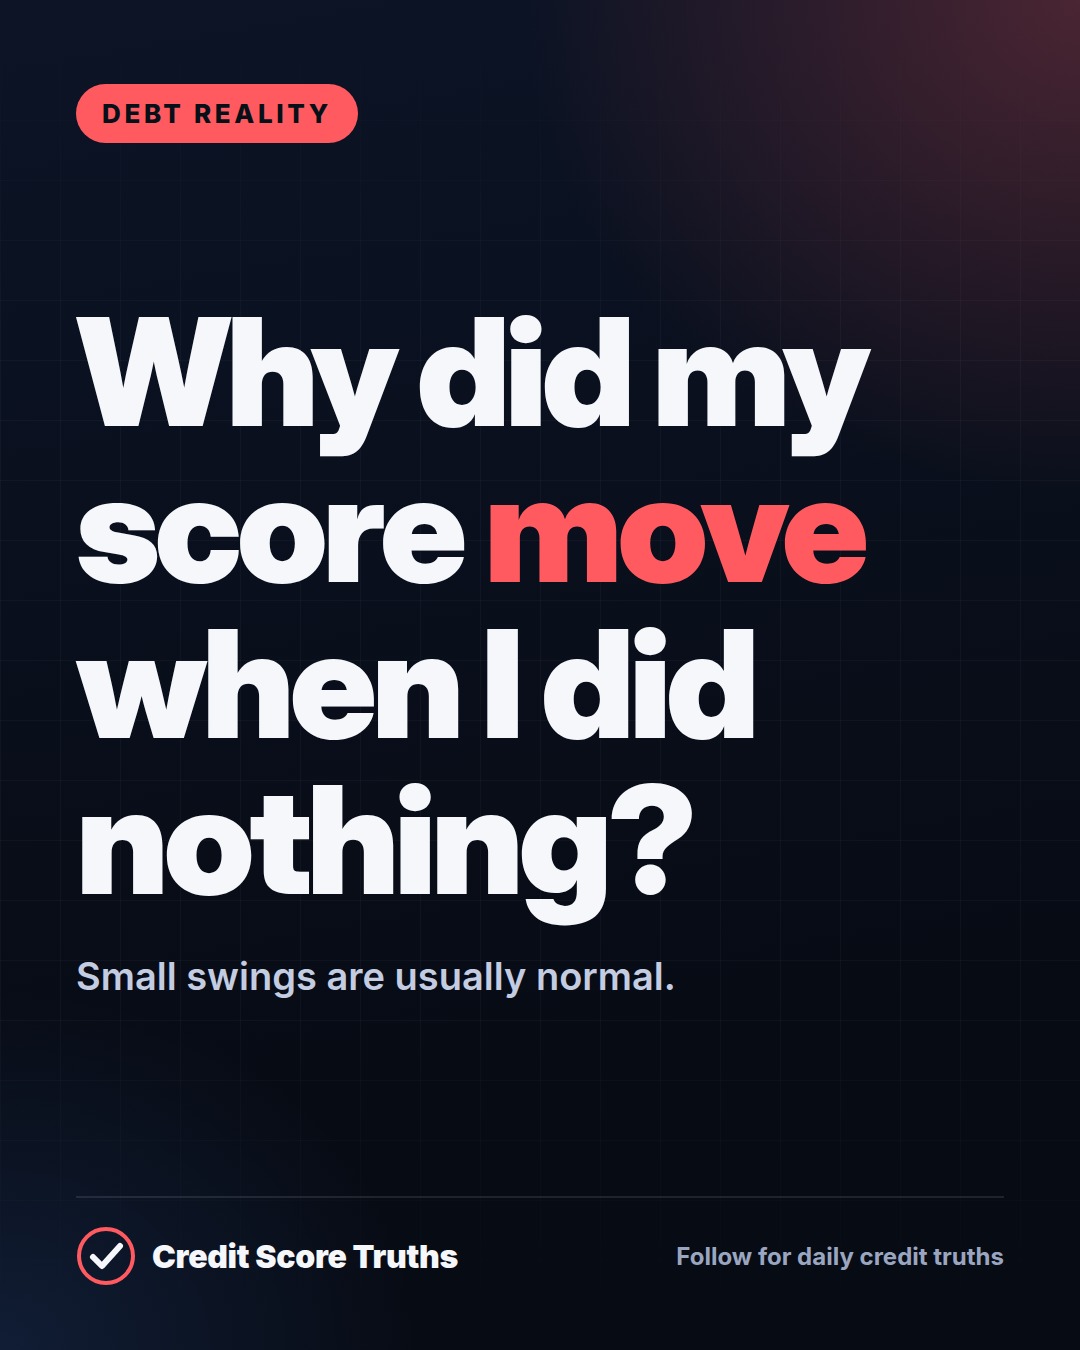 DEBT REALITY
Why did my
score move
when I did
nothing?
Small swings are usually normal.
Credit Score Truths
Follow for daily credit truths